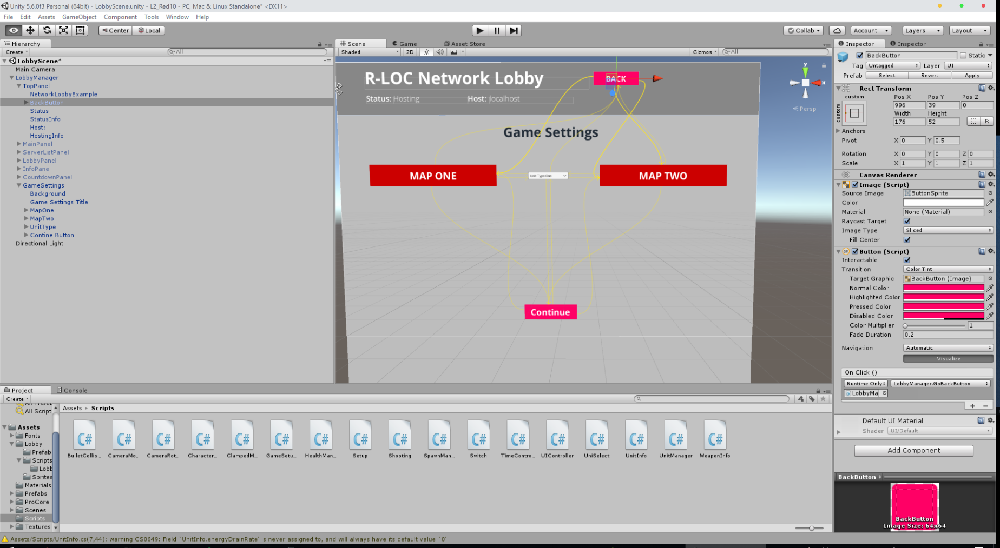 Unity 5.6.0f3 Personal (64bit) - LobbyScene.unity - L2_Red10 - PC, Mac & Linux Standalone* <DX11>
File Edit Assets GameObject Component Tools Window Help
Center Local Collab Account Layers Layout
Hierarchy
Create All
LobbyScene*
Main Camera
LobbyManager
TopPanel
NetworkLobbyExample
BackButton
Status:
StatusInfo
Host:
HostingInfo
MainPanel
ServerListPanel
LobbyPanel
InfoPanel
CountdownPanel
GameSettings
Background
Game Settings Title
MapOne
MapTwo
UnitType
Contine Button
Directional Light
Scene Game Asset Store
Shaded 2D Gizmos All
R-LOC Network Lobby
BACK
Status: Hosting Host: localhost
y
x
Persp
Game Settings
MAP ONE
Unit Type One
MAP TWO
Continue
Inspector Inspector
BackButton Static
Tag Untagged Layer UI
Prefab Select Revert Apply
Rect Transform
custom Pos X Pos Y Pos Z
custom
996 39 0
Width Height
176 52 R
Anchors
Pivot X 0 Y 0.5
Rotation X 0 Y 0 Z 0
Scale X 1 Y 1 Z 1
Canvas Renderer
Image (Script)
Source Image ButtonSprite
Color
Material None (Material)
Raycast Target
Image Type Sliced
Fill Center
OK Button (Script)
Interactable
Transition Color Tint
Target Graphic BackButton (Image)
Normal Color
Highlighted Color
Pressed Color
Disabled Color
Color Multiplier 1
Fade Duration 0.2
Navigation Automatic
Visualize
On Click ()
Runtime Only LobbyManager.GoBackButton
LobbyMa
+ −
Default UI Material
Shader UI/Default
Add Component
BackButton
BackButton
Image Size: 64x64
Project Console
Create
All Script
Assets
Fonts
Lobby
Prefab
Scripts
Lobb
Sprites
Materials
Prefabs
ProCore
Scenes
Scripts
Textures
Assets Scripts
C# C# C# C# C# C# C# C# C# C# C# C# C# C# C# C# C#
BulletCollis... CameraMo... CameraRot... Character... ClampedM... GameSetu... HealthMan... Setup Shooting SpawnMan... Switch TimeContro... UIController UniSelect UnitInfo UnitManager WeaponInfo
Assets/Scripts/UnitInfo.cs(7,44): warning CS0649: Field `UnitInfo.energyDrainRate' is never assigned to, and will always have its default value `0'